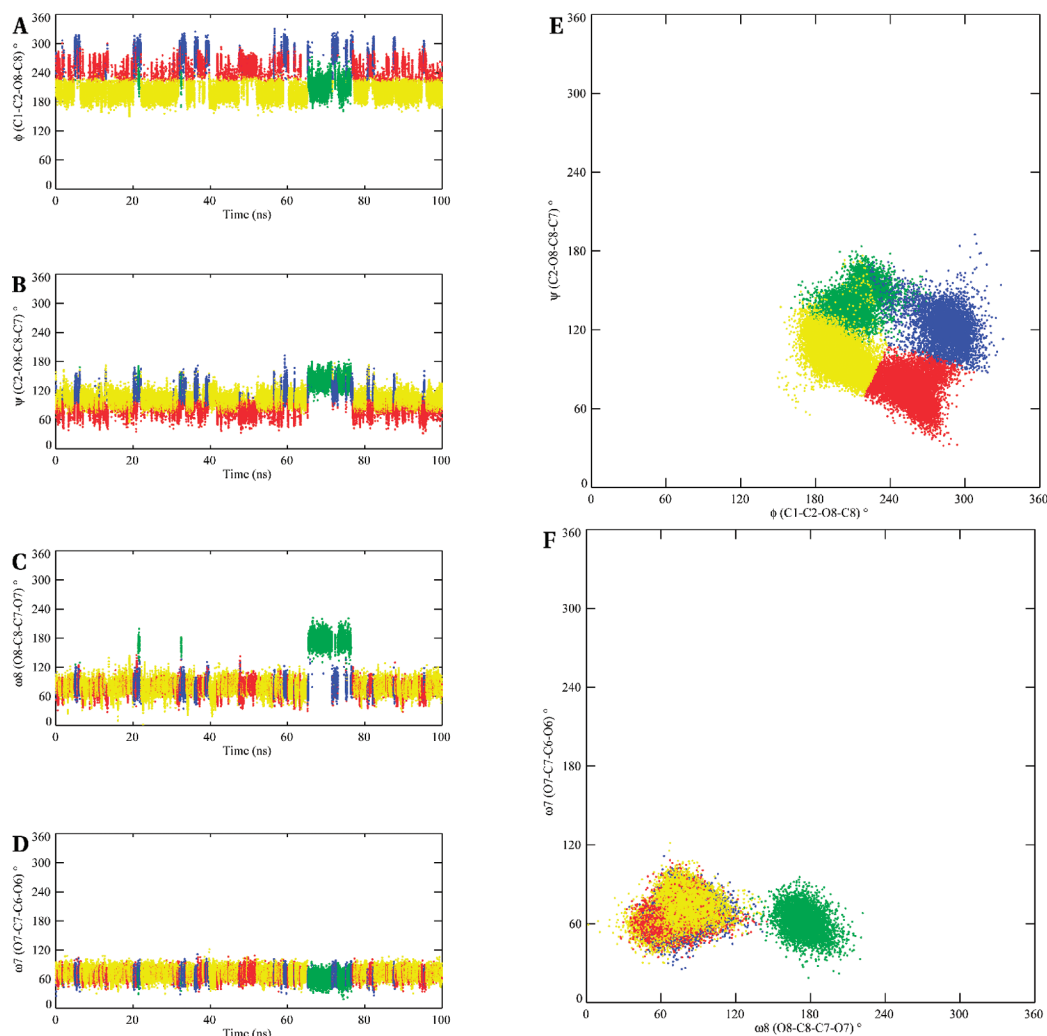 A
360
300
240
180
120
60
0
ϕ (C1-C2-O8-C8) °
0 20 40 60 80 100
Time (ns)
B
360
300
240
180
120
60
0
ψ (C2-O8-C8-C7) °
0 20 40 60 80 100
Time (ns)
C
360
300
240
180
120
60
0
ω8 (O8-C8-C7-O7) °
0 20 40 60 80 100
Time (ns)
D
360
300
240
180
120
60
0
ω7 (O7-C7-C6-O6) °
0 20 40 60 80 100
Time (ns)
E
360
300
240
180
120
60
0
ψ (C2-O8-C8-C7) °
0 60 120 180 240 300 360
ϕ (C1-C2-O8-C8) °
F
360
300
240
180
120
60
0
ω7 (O7-C7-C6-O6) °
0 60 120 180 240 300 360
ω8 (O8-C8-C7-O7) °